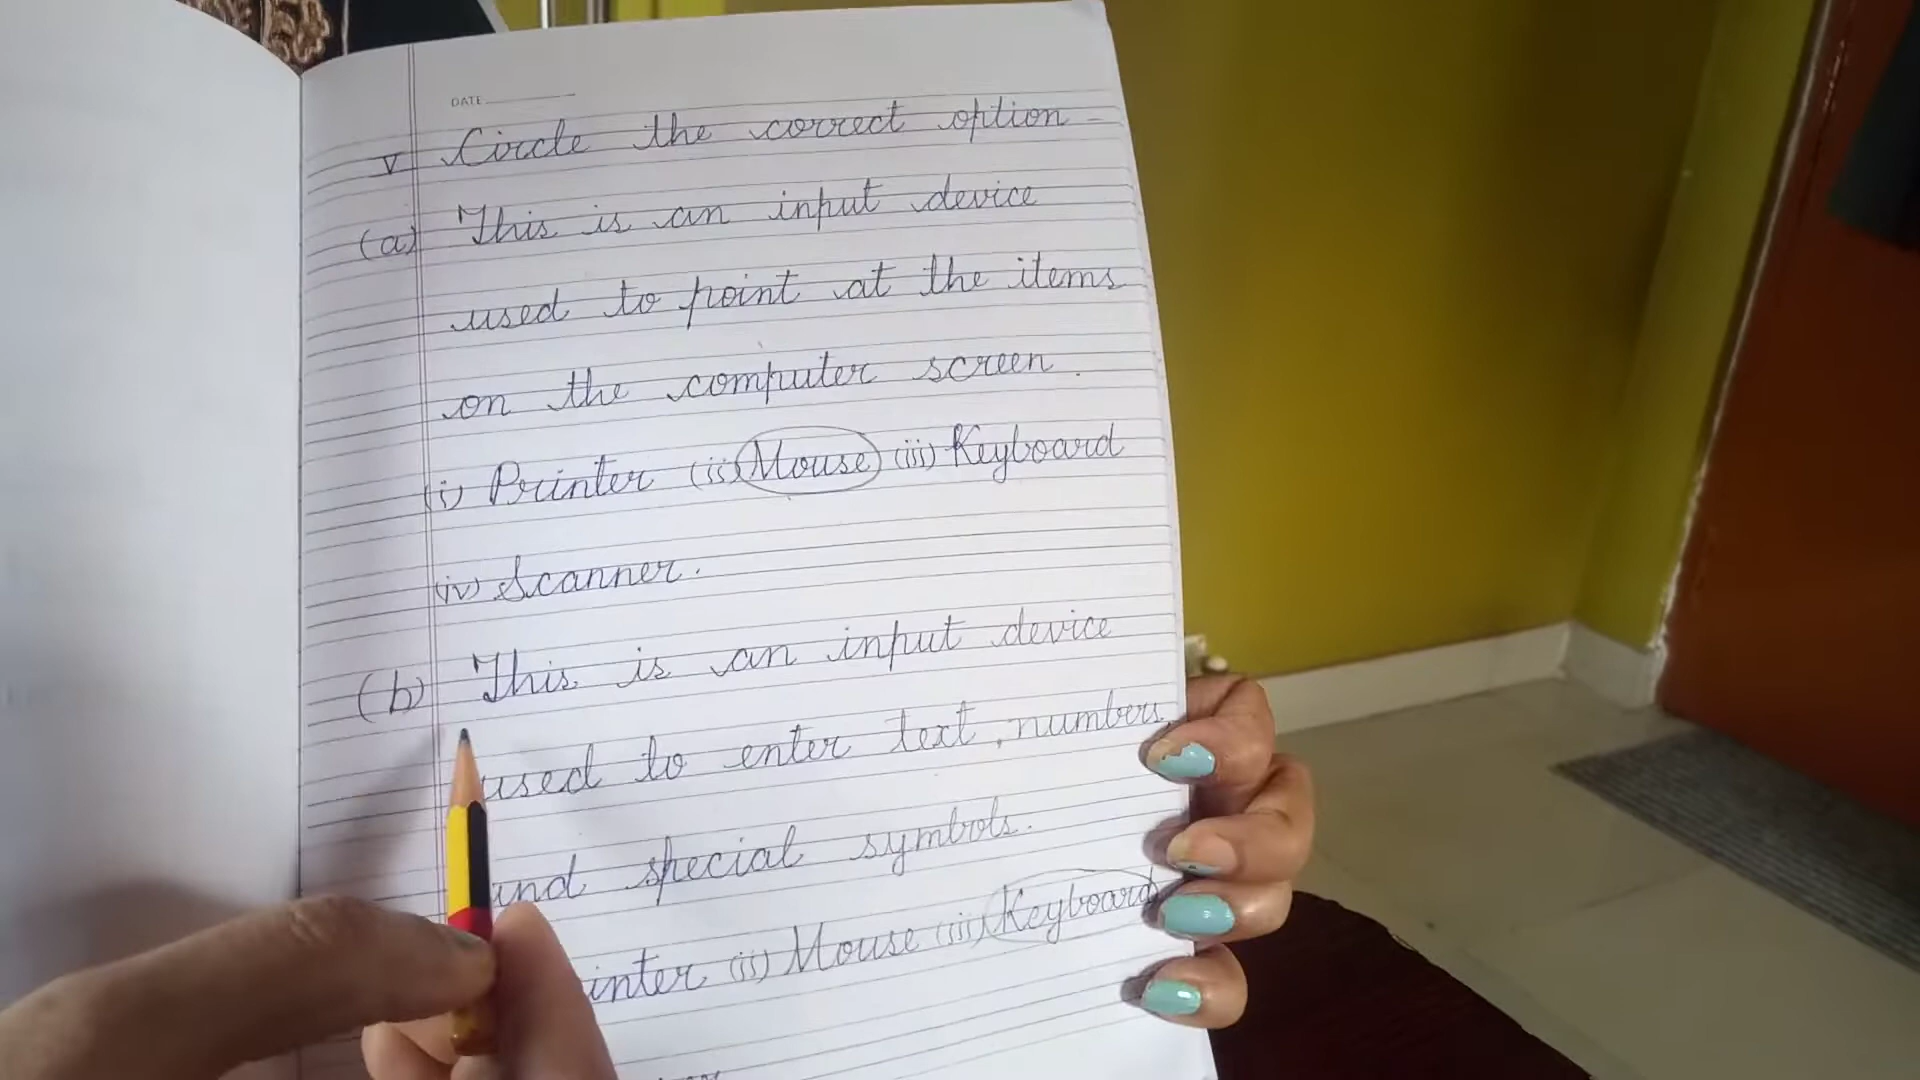 DATE
V Circle the correct option -
(a) This is an input device
used to point at the items
on the computer screen.
(i) Printer (ii) Mouse (iii) Keyboard
(iv) Scanner.
(b) This is an input device
used to enter text, numbers
and special symbols.
inter (ii) Mouse (iii) Keyboard